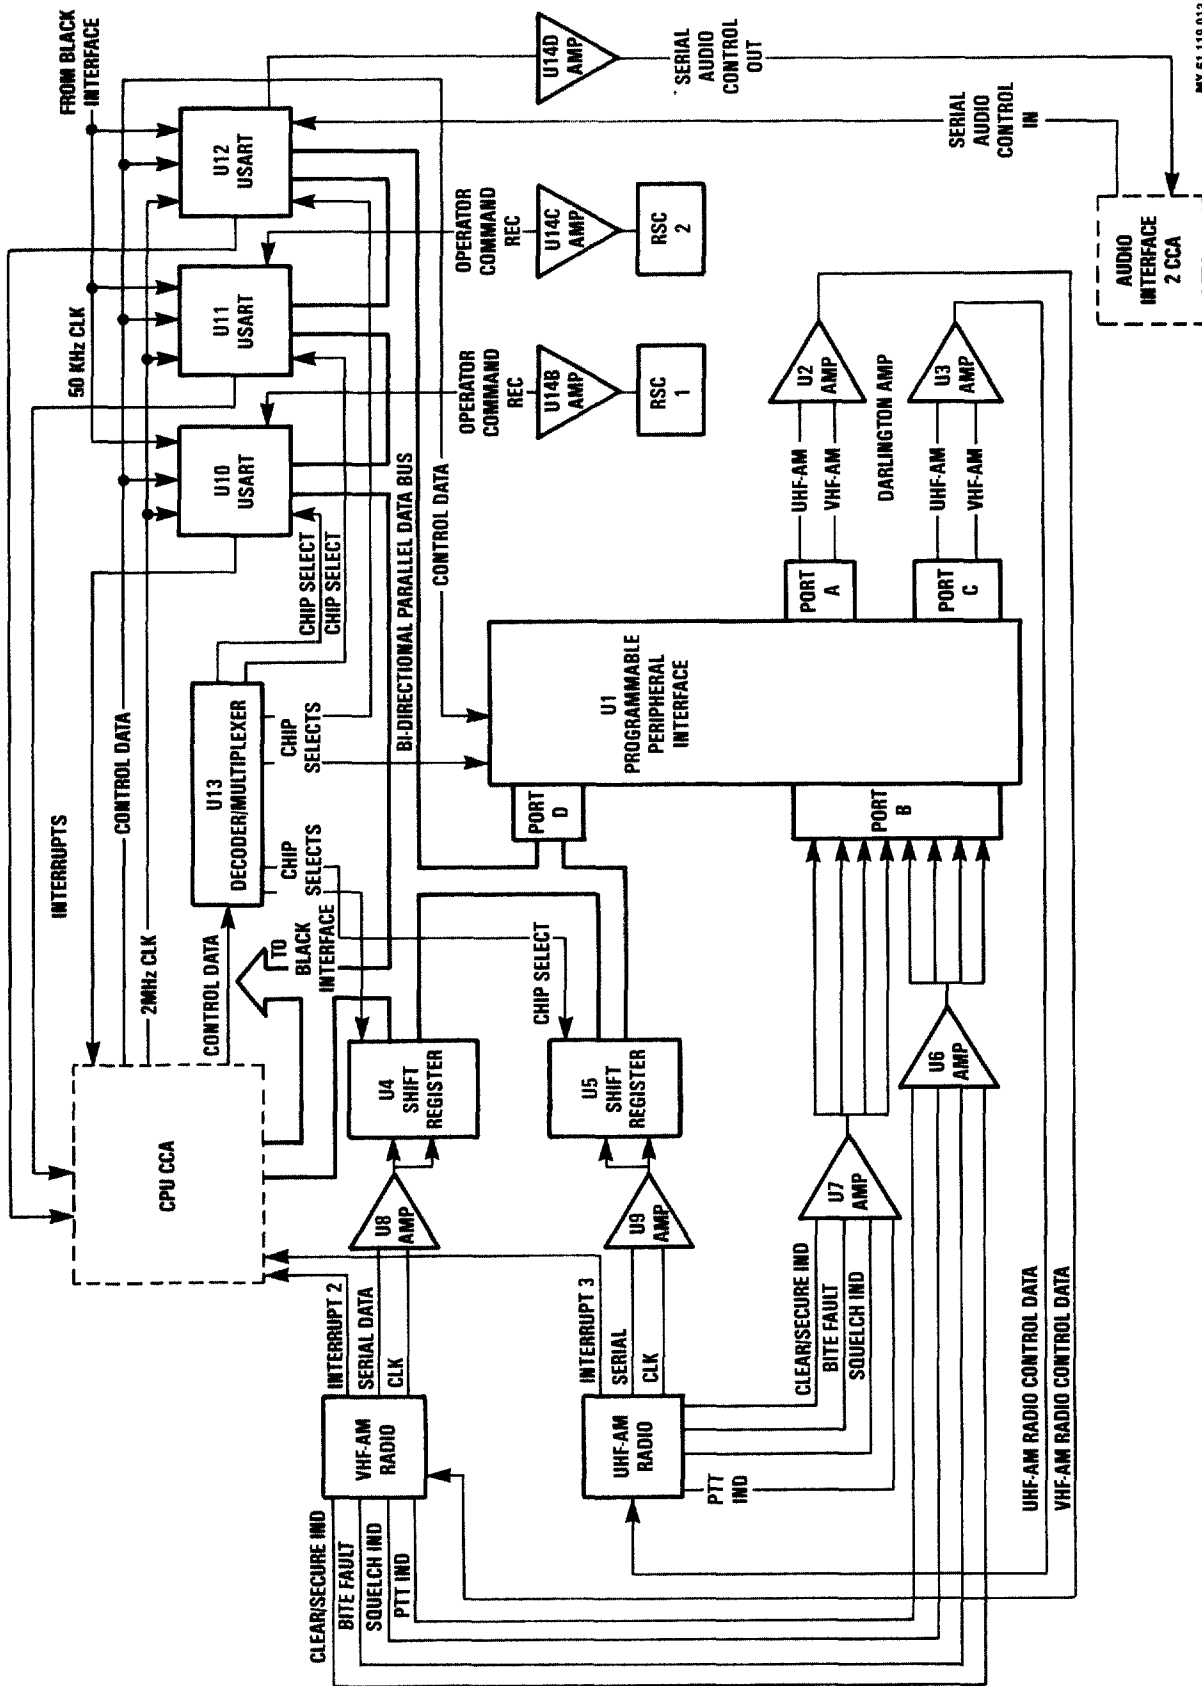 FROM BLACK
INTERFACE
50 KHz CLK
U12
USART
U11
USART
U10
USART
U14D
AMP
SERIAL
AUDIO
CONTROL
OUT
SERIAL
AUDIO
CONTROL
IN
AUDIO
INTERFACE
2 CCA
OPERATOR
COMMAND
REC
U14C
AMP
RSC
2
OPERATOR
COMMAND
REC
U14B
AMP
RSC
1
INTERRUPTS
CONTROL DATA
2MHz CLK
CONTROL DATA
CHIP SELECT
CHIP SELECT
U13
DECODER/MULTIPLEXER
CHIP
SELECTS
CHIP
SELECTS
BI-DIRECTIONAL PARALLEL DATA BUS
CONTROL DATA
TO
BLACK
INTERFACE
CPU CCA
CHIP SELECT
U4
SHIFT
REGISTER
U5
SHIFT
REGISTER
U8
AMP
U9
AMP
INTERRUPT 2
SERIAL DATA
CLK
VHF-AM
RADIO
INTERRUPT 3
SERIAL
CLK
UHF-AM
RADIO
CLEAR/SECURE IND
BITE FAULT
SQUELCH IND
PTT IND
CLEAR/SECURE IND
BITE FAULT
SQUELCH IND
PTT
IND
U7
AMP
U6
AMP
PORT
D
PORT
B
U1
PROGRAMMABLE
PERIPHERAL
INTERFACE
PORT
A
PORT
C
UHF-AM
VHF-AM
DARLINGTON AMP
UHF-AM
VHF-AM
U2
AMP
U3
AMP
UHF-AM RADIO CONTROL DATA
VHF-AM RADIO CONTROL DATA